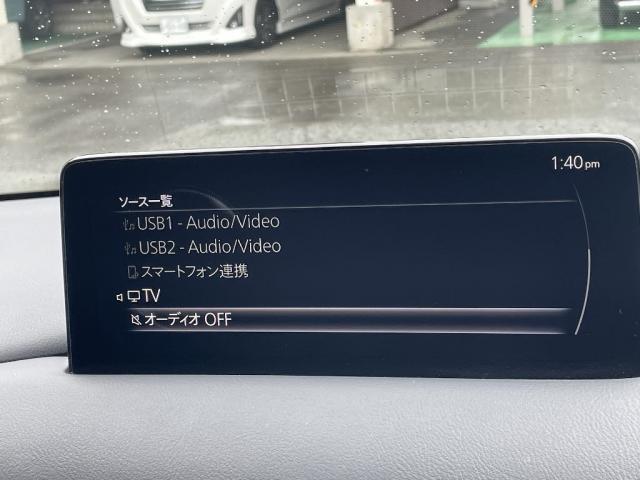 1:40pm
ソース一覧
USB1 - Audio/Video
USB2 - Audio/Video
スマートフォン連携
TV
オーディオ OFF